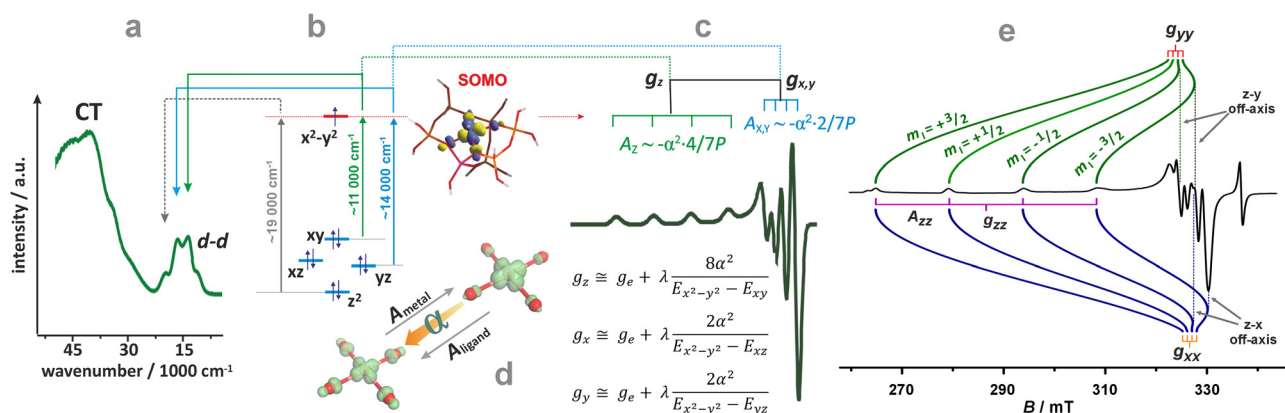 a
CT
d-d
intensity / a.u.
45
30
15
wavenumber / 1000 cm⁻¹
b
SOMO
x²-y²
~19 000 cm⁻¹
~11 000 cm⁻¹
~14 000 cm⁻¹
xy
xz
yz
z²
A_metal
α
A_ligand
d
c
g_z
g_x,y
A_Z ~ -α²·4/7P
A_X,Y ~ -α²·2/7P
g_z ≅ g_e + λ 8α² / (E_x²−y² − E_xy)
g_x ≅ g_e + λ 2α² / (E_x²−y² − E_xz)
g_y ≅ g_e + λ 2α² / (E_x²−y² − E_yz)
e
g_yy
z-y
off-axis
m_I = +3/2
m_I = +1/2
m_I = -1/2
m_I = -3/2
A_zz
g_zz
z-x
off-axis
g_xx
270
290
310
330
B / mT